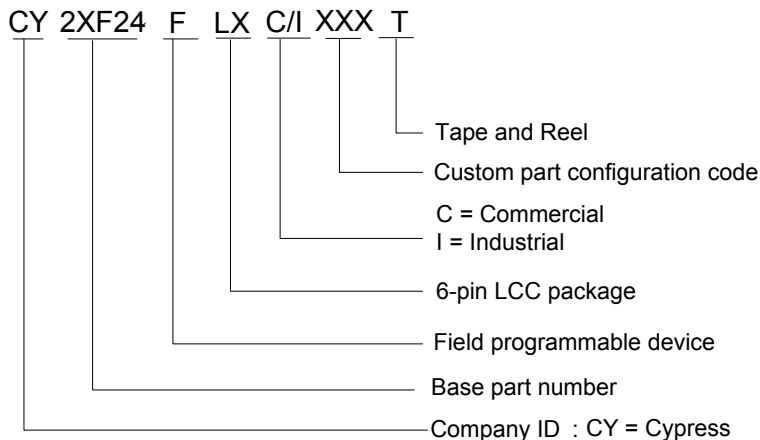 CY 2XF24 F LX C/I XXX T
Tape and Reel
Custom part configuration code
C = Commercial
I = Industrial
6-pin LCC package
Field programmable device
Base part number
Company ID : CY = Cypress